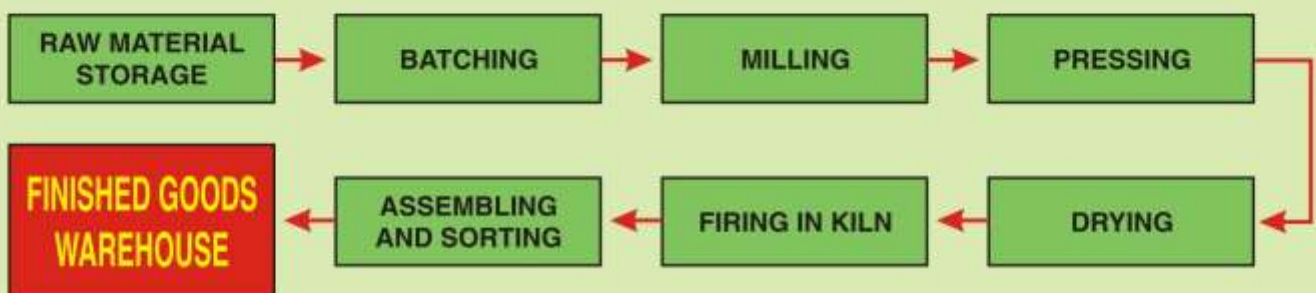 RAW MATERIAL
STORAGE
BATCHING
MILLING
PRESSING
DRYING
FIRING IN KILN
ASSEMBLING
AND SORTING
FINISHED GOODS
WAREHOUSE